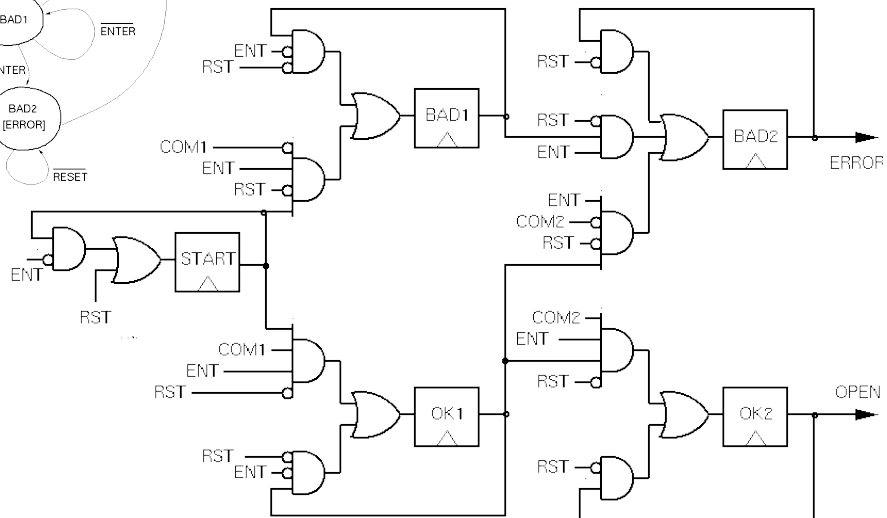 BAD1
ENTER
NTER
BAD2
[ERROR]
RESET
ENT
RST
BAD1
COM1
ENT
RST
ENT
RST
START
COM1
ENT
RST
OK1
RST
ENT
RST
RST
ENT
BAD2
ERROR
ENT
COM2
RST
COM2
ENT
RST
OK2
OPEN
RST